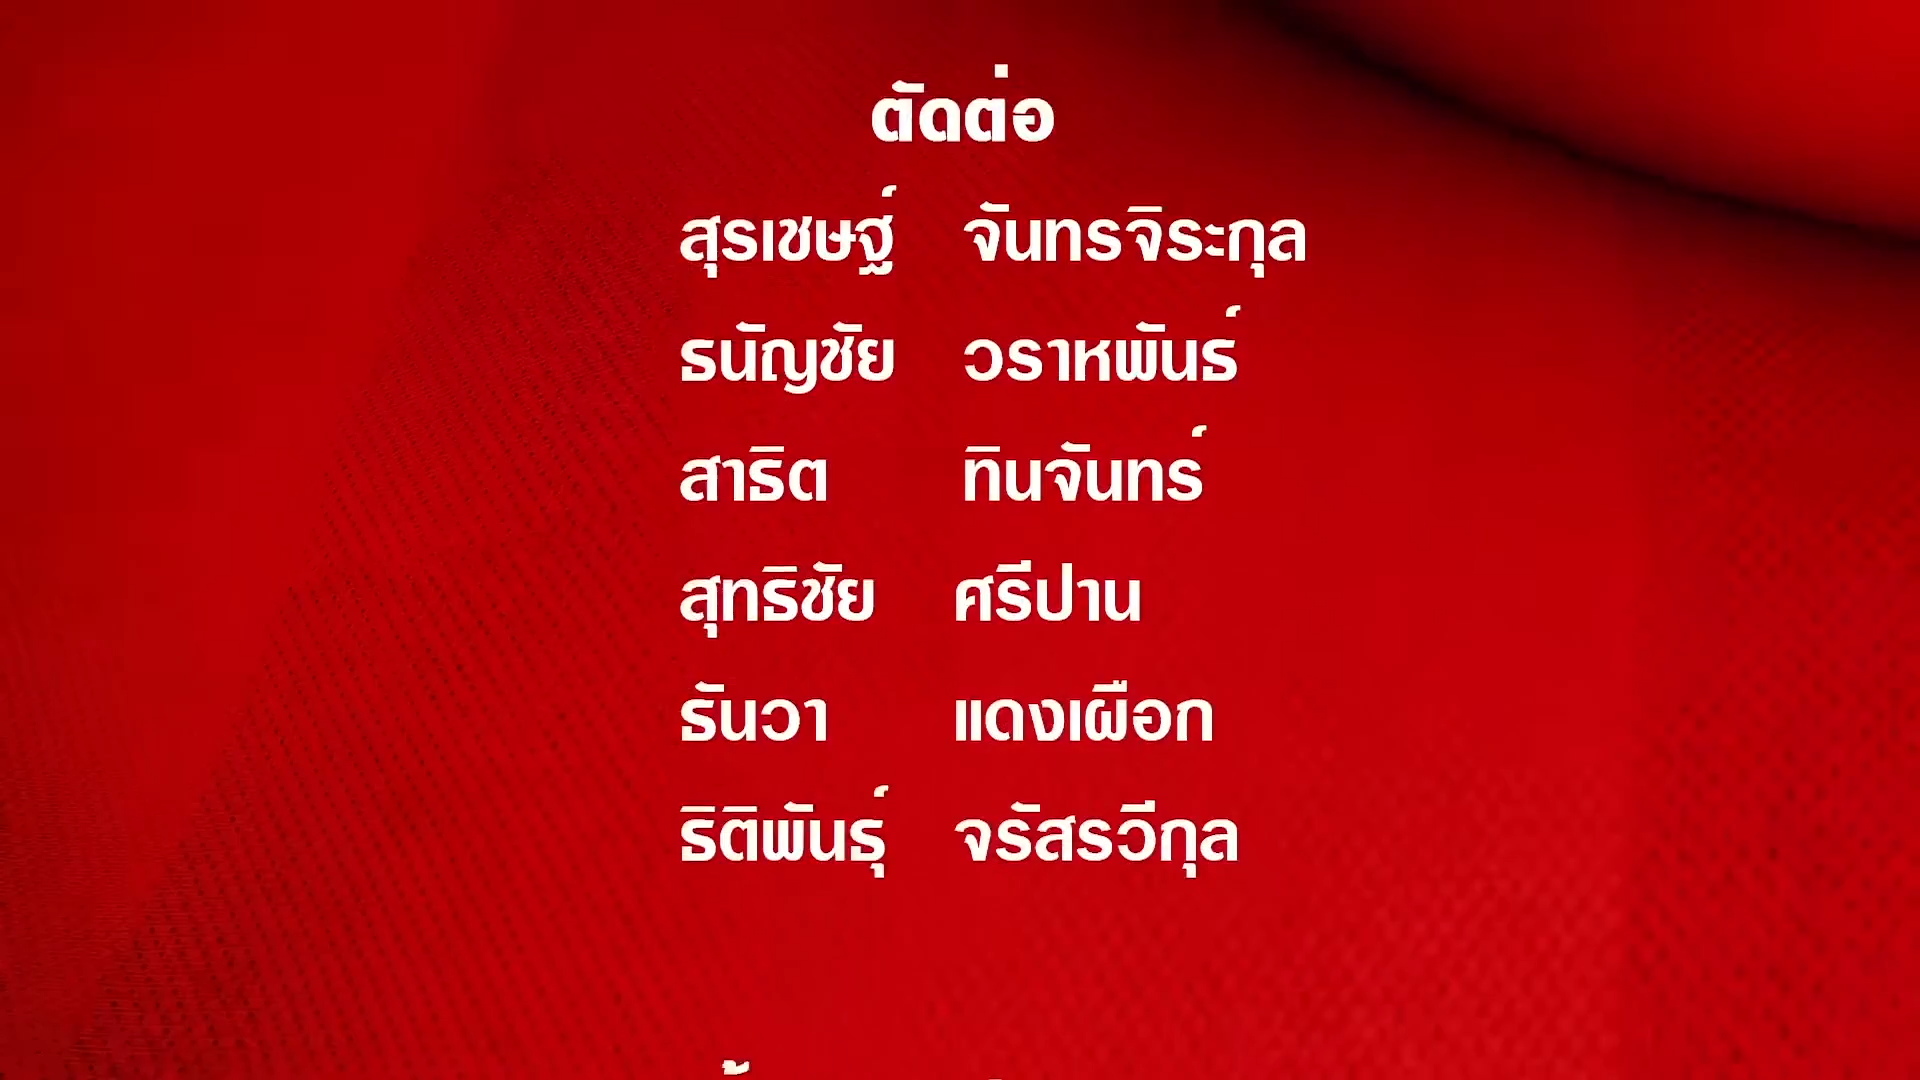 ตัดต่อ
สุรเชษฐ์ จันทรจิระกุล
ธนัญชัย วราหพันธ์
สาธิต ทินจันทร์
สุทธิชัย ศรีปาน
ธันวา แดงเผือก
ธิติพันธุ์ จรัสรวีกุล